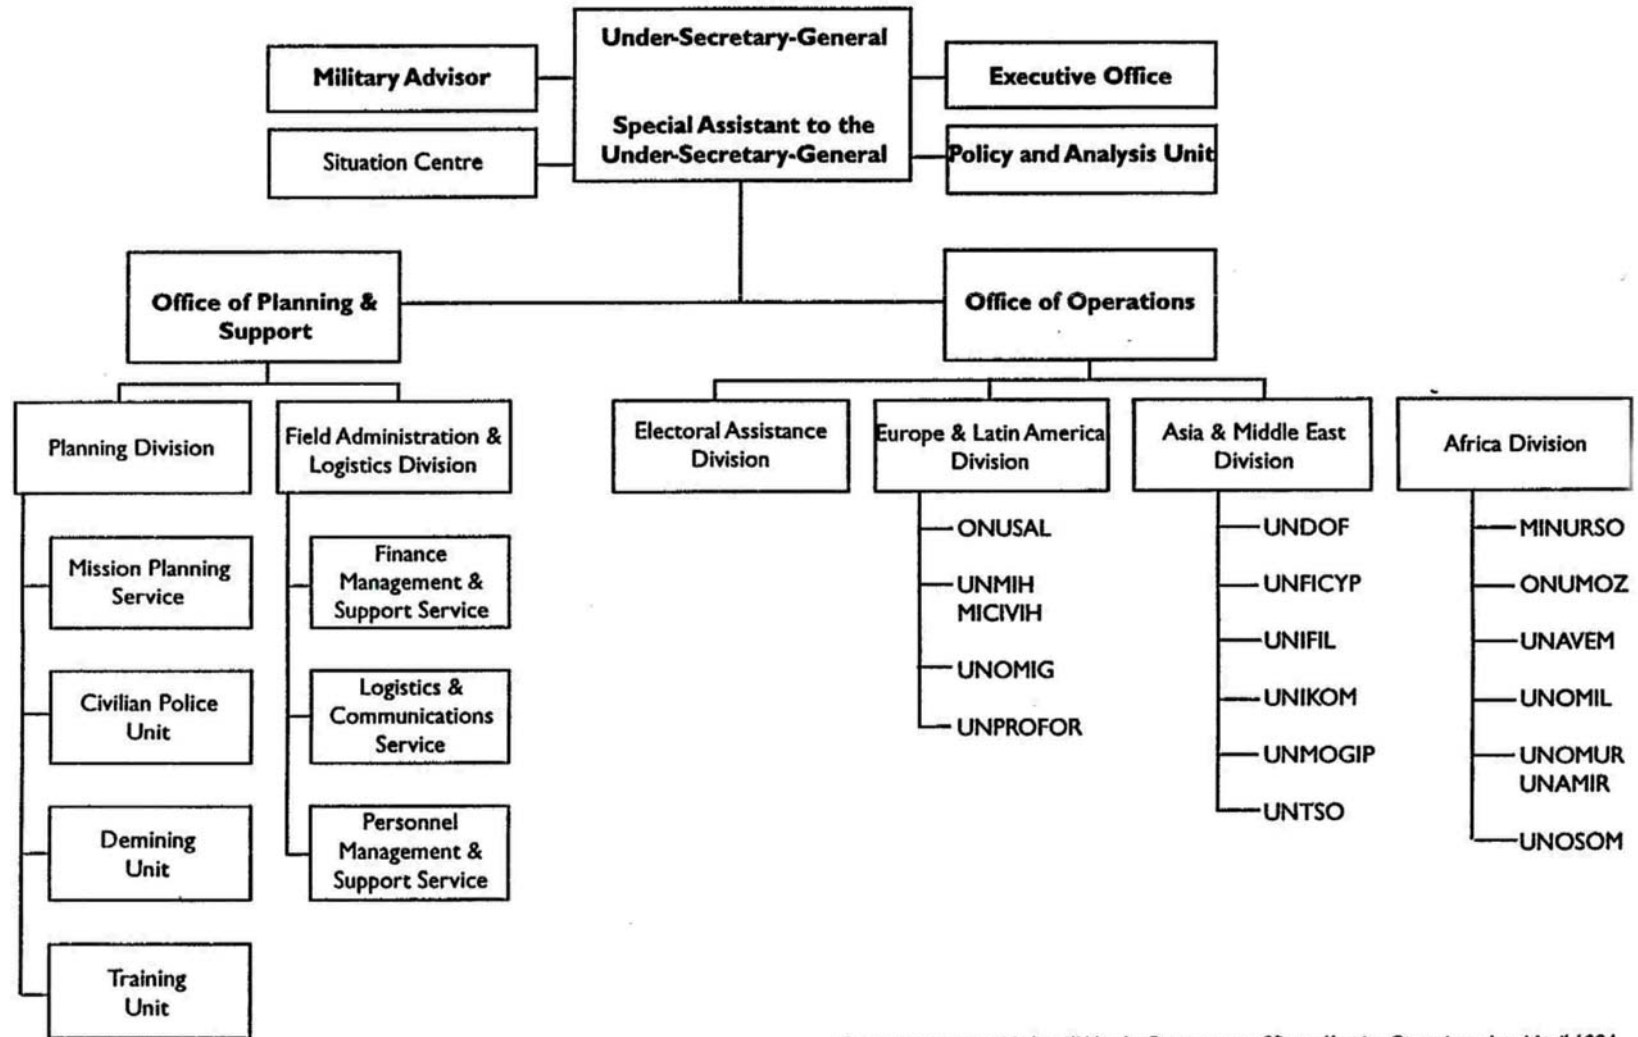 Under-Secretary-General
Special Assistant to the
Under-Secretary-General
Military Advisor
Situation Centre
Executive Office
Policy and Analysis Unit
Office of Planning &
Support
Office of Operations
Planning Division
Field Administration &
Logistics Division
Electoral Assistance
Division
Europe & Latin America
Division
Asia & Middle East
Division
Africa Division
Mission Planning
Service
Civilian Police
Unit
Demining
Unit
Training
Unit
Finance
Management &
Support Service
Logistics &
Communications
Service
Personnel
Management &
Support Service
ONUSAL
UNMIH
MICIVIH
UNOMIG
UNPROFOR
UNDOF
UNFICYP
UNIFIL
UNIKOM
UNMOGIP
UNTSO
MINURSO
ONUMOZ
UNAVEM
UNOMIL
UNOMUR
UNAMIR
UNOSOM